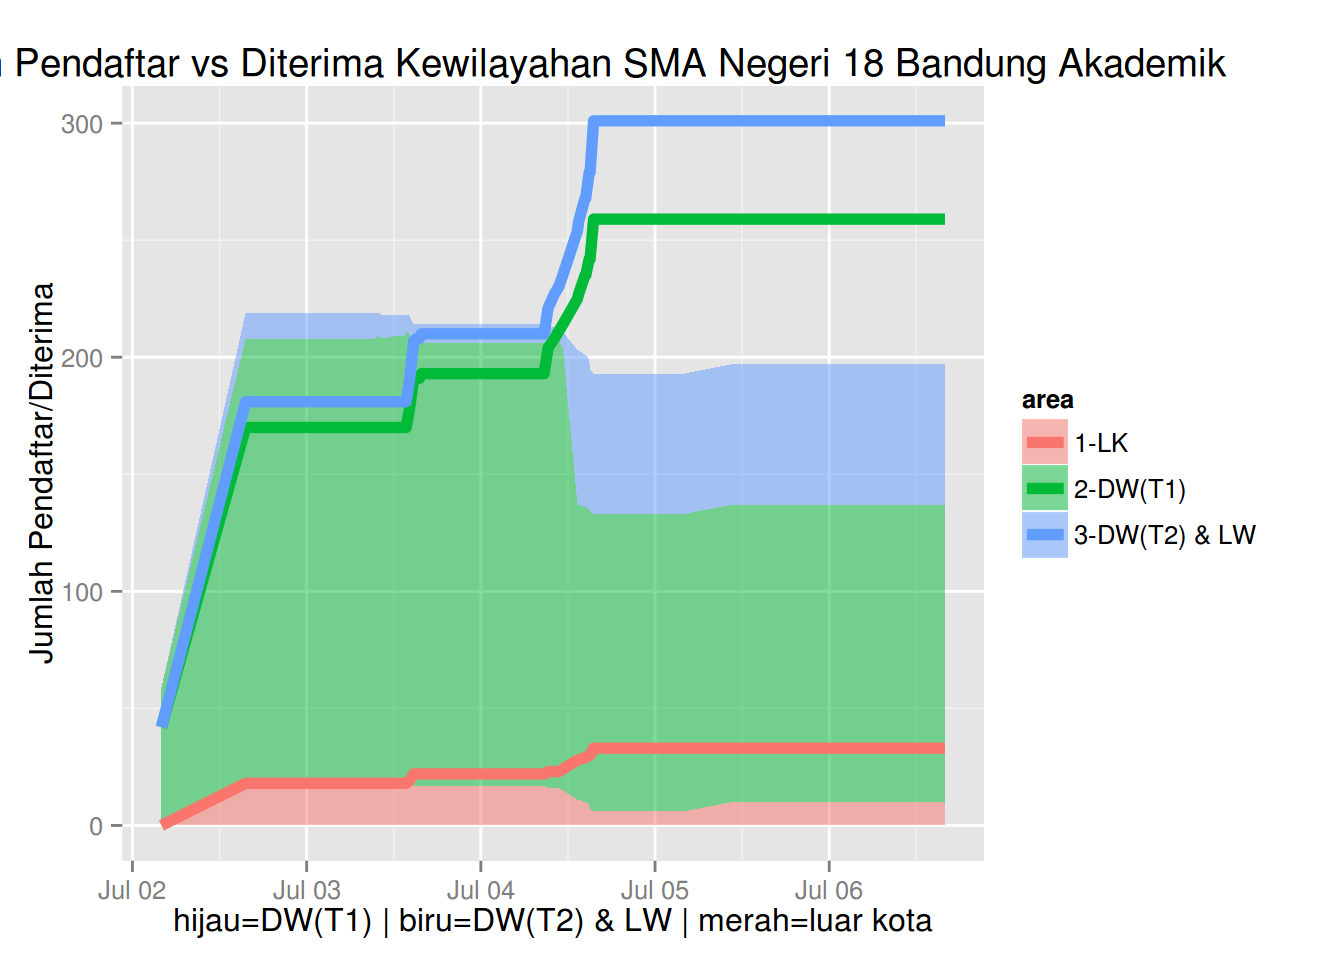 Pendaftar vs Diterima Kewilayahan SMA Negeri 18 Bandung Akademik
Jumlah Pendaftar/Diterima
300
200
100
0
Jul 02
Jul 03
Jul 04
Jul 05
Jul 06
hijau=DW(T1) | biru=DW(T2) & LW | merah=luar kota
area
1-LK
2-DW(T1)
3-DW(T2) & LW